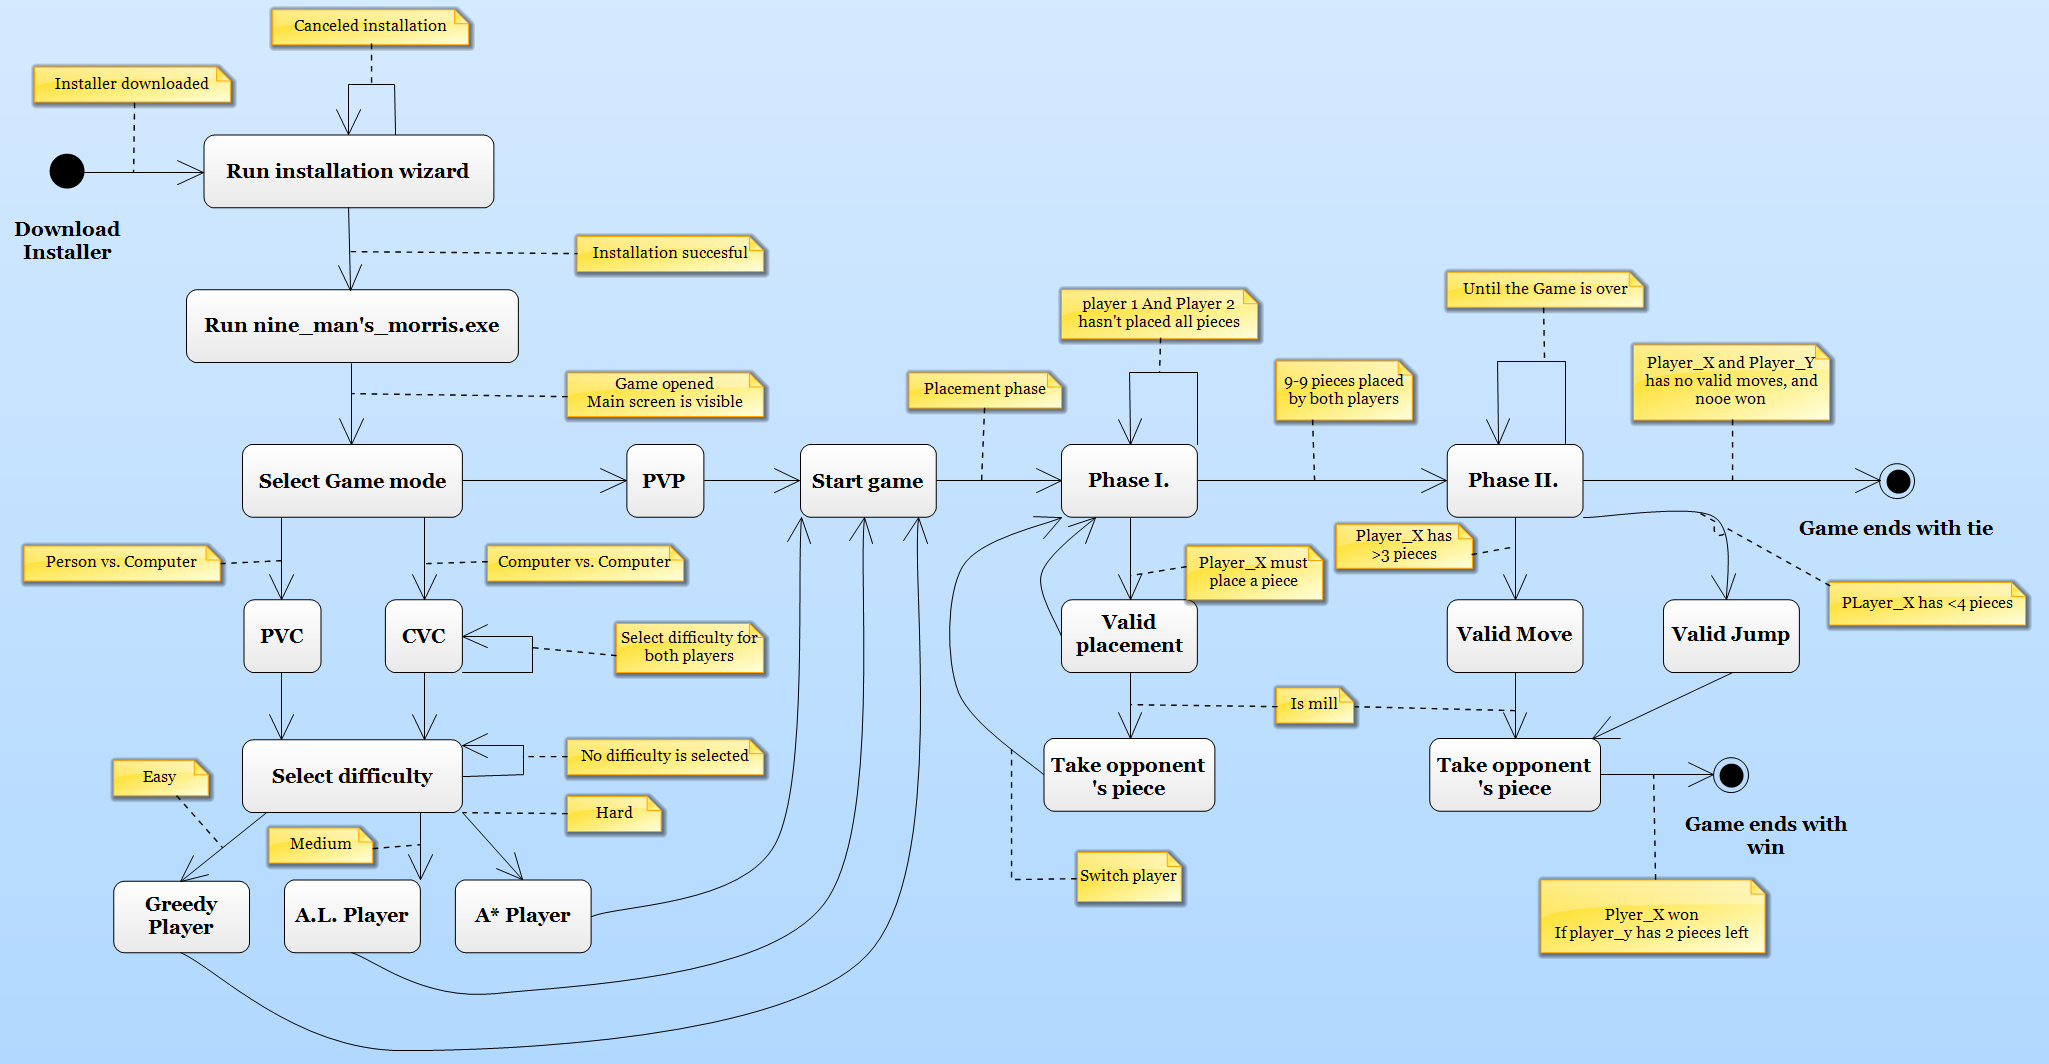 Canceled installation
Installer downloaded
Run installation wizard
Download
Installer
Installation succesful
Run nine_man's_morris.exe
Game opened
Main screen is visible
Select Game mode
PVP
Start game
Placement phase
player 1 And Player 2
hasn't placed all pieces
Phase I.
9-9 pieces placed
by both players
Until the Game is over
Phase II.
Player_X and Player_Y
has no valid moves, and
nooe won
Game ends with tie
Person vs. Computer
Computer vs. Computer
PVC
CVC
Select difficulty for
both players
Player_X must
place a piece
Valid
placement
Player_X has
>3 pieces
Valid Move
Valid Jump
PLayer_X has <4 pieces
Is mill
Select difficulty
No difficulty is selected
Easy
Medium
Hard
Greedy
Player
A.L. Player
A* Player
Take opponent
's piece
Switch player
Take opponent
's piece
Game ends with
win
Plyer_X won
If player_y has 2 pieces left